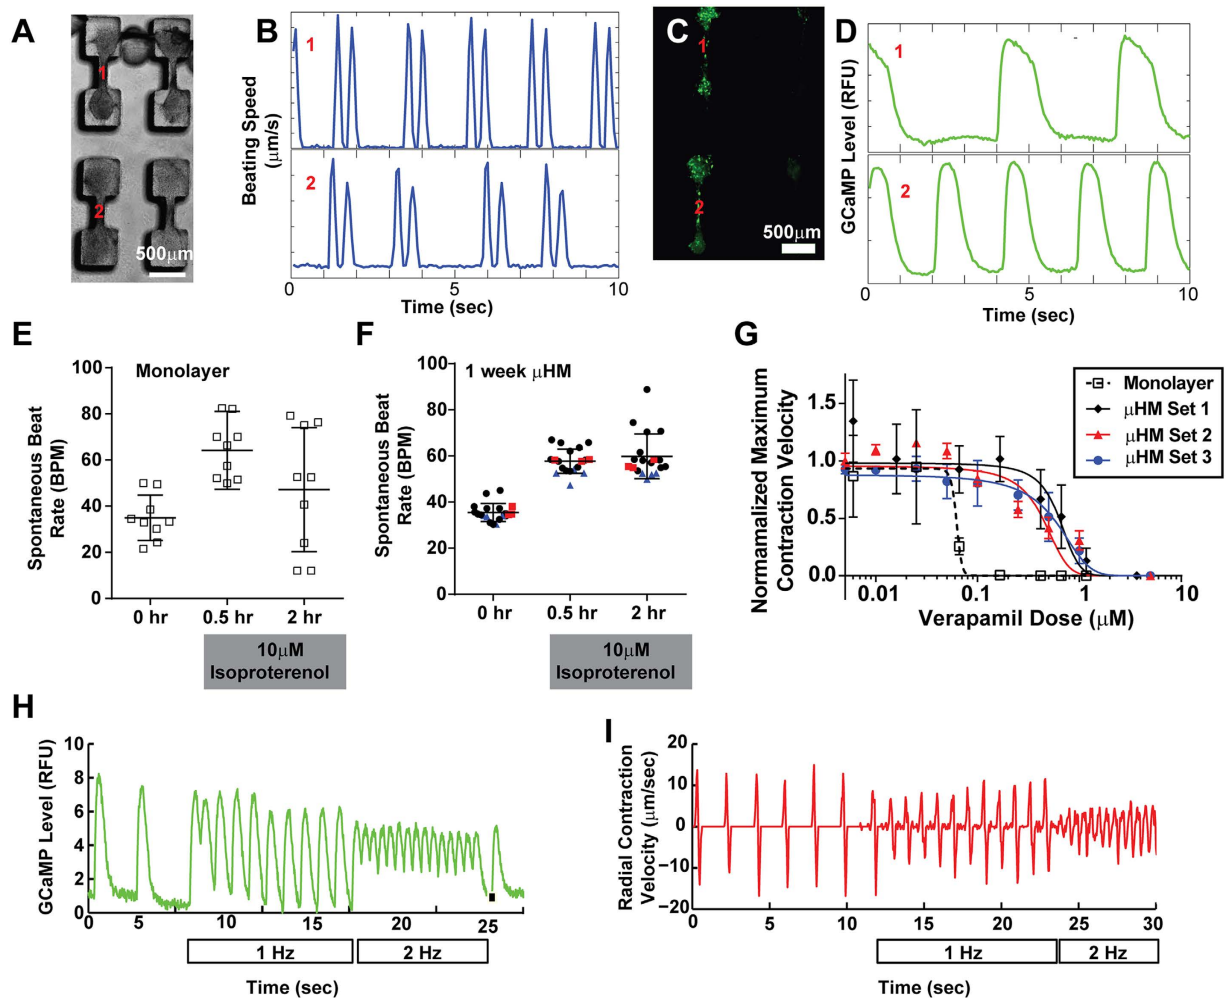 A
1
2
500μm
B
Beating Speed
(μm/s)
1
2
0
5
10
Time (sec)
C
1
2
500μm
D
GCaMP Level (RFU)
1
2
0
5
10
Time (sec)
E
Monolayer
Spontaneous Beat
Rate (BPM)
100
80
60
40
20
0
0 hr
0.5 hr
2 hr
10μM
Isoproterenol
F
1 week μHM
Spontaneous Beat
Rate (BPM)
100
80
60
40
20
0
0 hr
0.5 hr
2 hr
10μM
Isoproterenol
G
Normamalized Maximum
Contraction Velocity
1.5
1.0
0.5
0.0
0.01
0.1
1
10
Verapamil Dose (μM)
Monolayer
μHM Set 1
μHM Set 2
μHM Set 3
H
GCaMP Level (RFU)
10
8
6
4
2
0
0
5
10
15
20
25
1 Hz
2 Hz
Time (sec)
I
Radial Contraction
Velocity (μm/sec)
20
10
0
−10
−20
0
5
10
15
20
25
30
1 Hz
2 Hz
Time (sec)